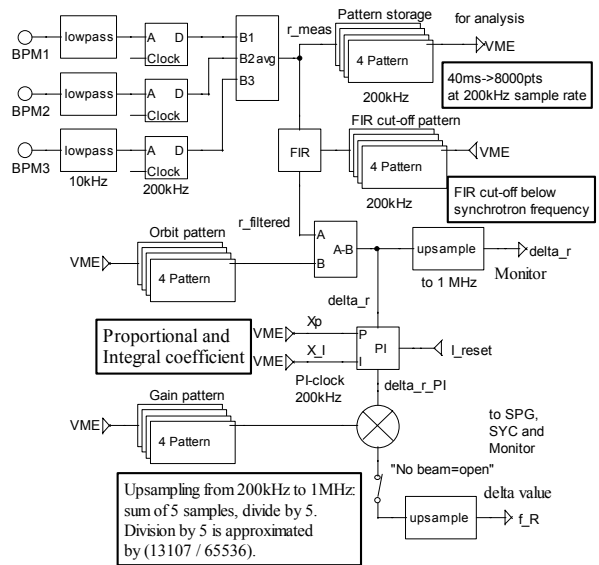 BPM1
lowpass
A
D
Clock
BPM2
lowpass
A
D
Clock
BPM3
lowpass
A
D
Clock
10kHz
200kHz
B1
B2
avg
B3
r_meas
Pattern storage
4 Pattern
200kHz
for analysis
VME
40ms->8000pts
at 200kHz sample rate
FIR
FIR cut-off pattern
4 Pattern
200kHz
VME
FIR cut-off below
synchrotron frequency
r_filtered
Orbit pattern
VME
4 Pattern
A
B
A-B
upsample
to 1 MHz
delta_r
Monitor
delta_r
Proportional and
Integral coefficient
VME
Xp
VME
X_I
P
I
PI
I_reset
PI-clock
200kHz
delta_r_PI
Gain pattern
VME
4 Pattern
to SPG,
SYC and
Monitor
"No beam=open"
Upsampling from 200kHz to 1MHz:
sum of 5 samples, divide by 5.
Division by 5 is approximated
by (13107 / 65536).
upsample
delta value
f_R